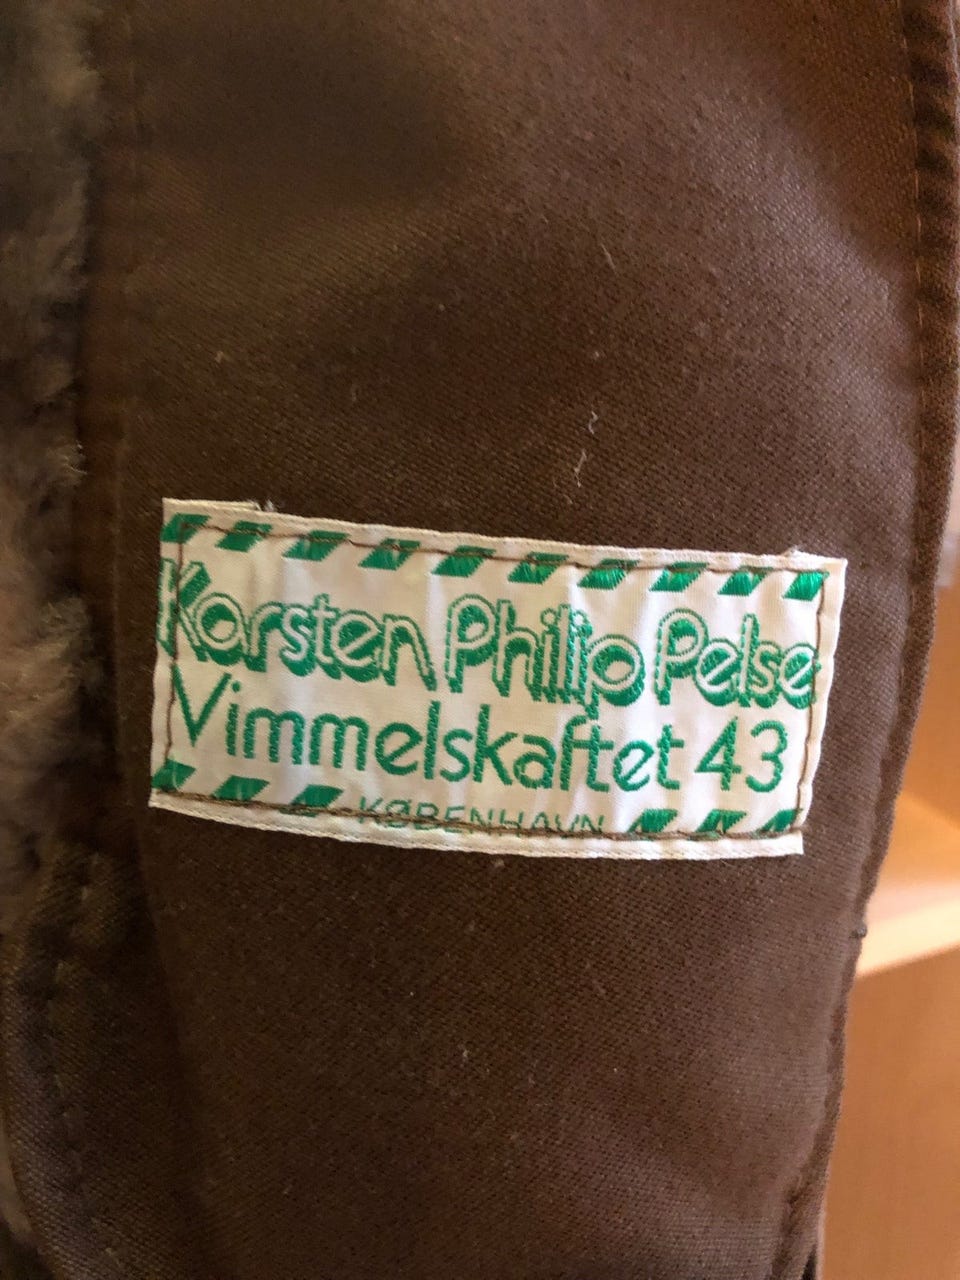 Karsten Philip Pelse
Vimmelskaftet 43
KØBENHAVN